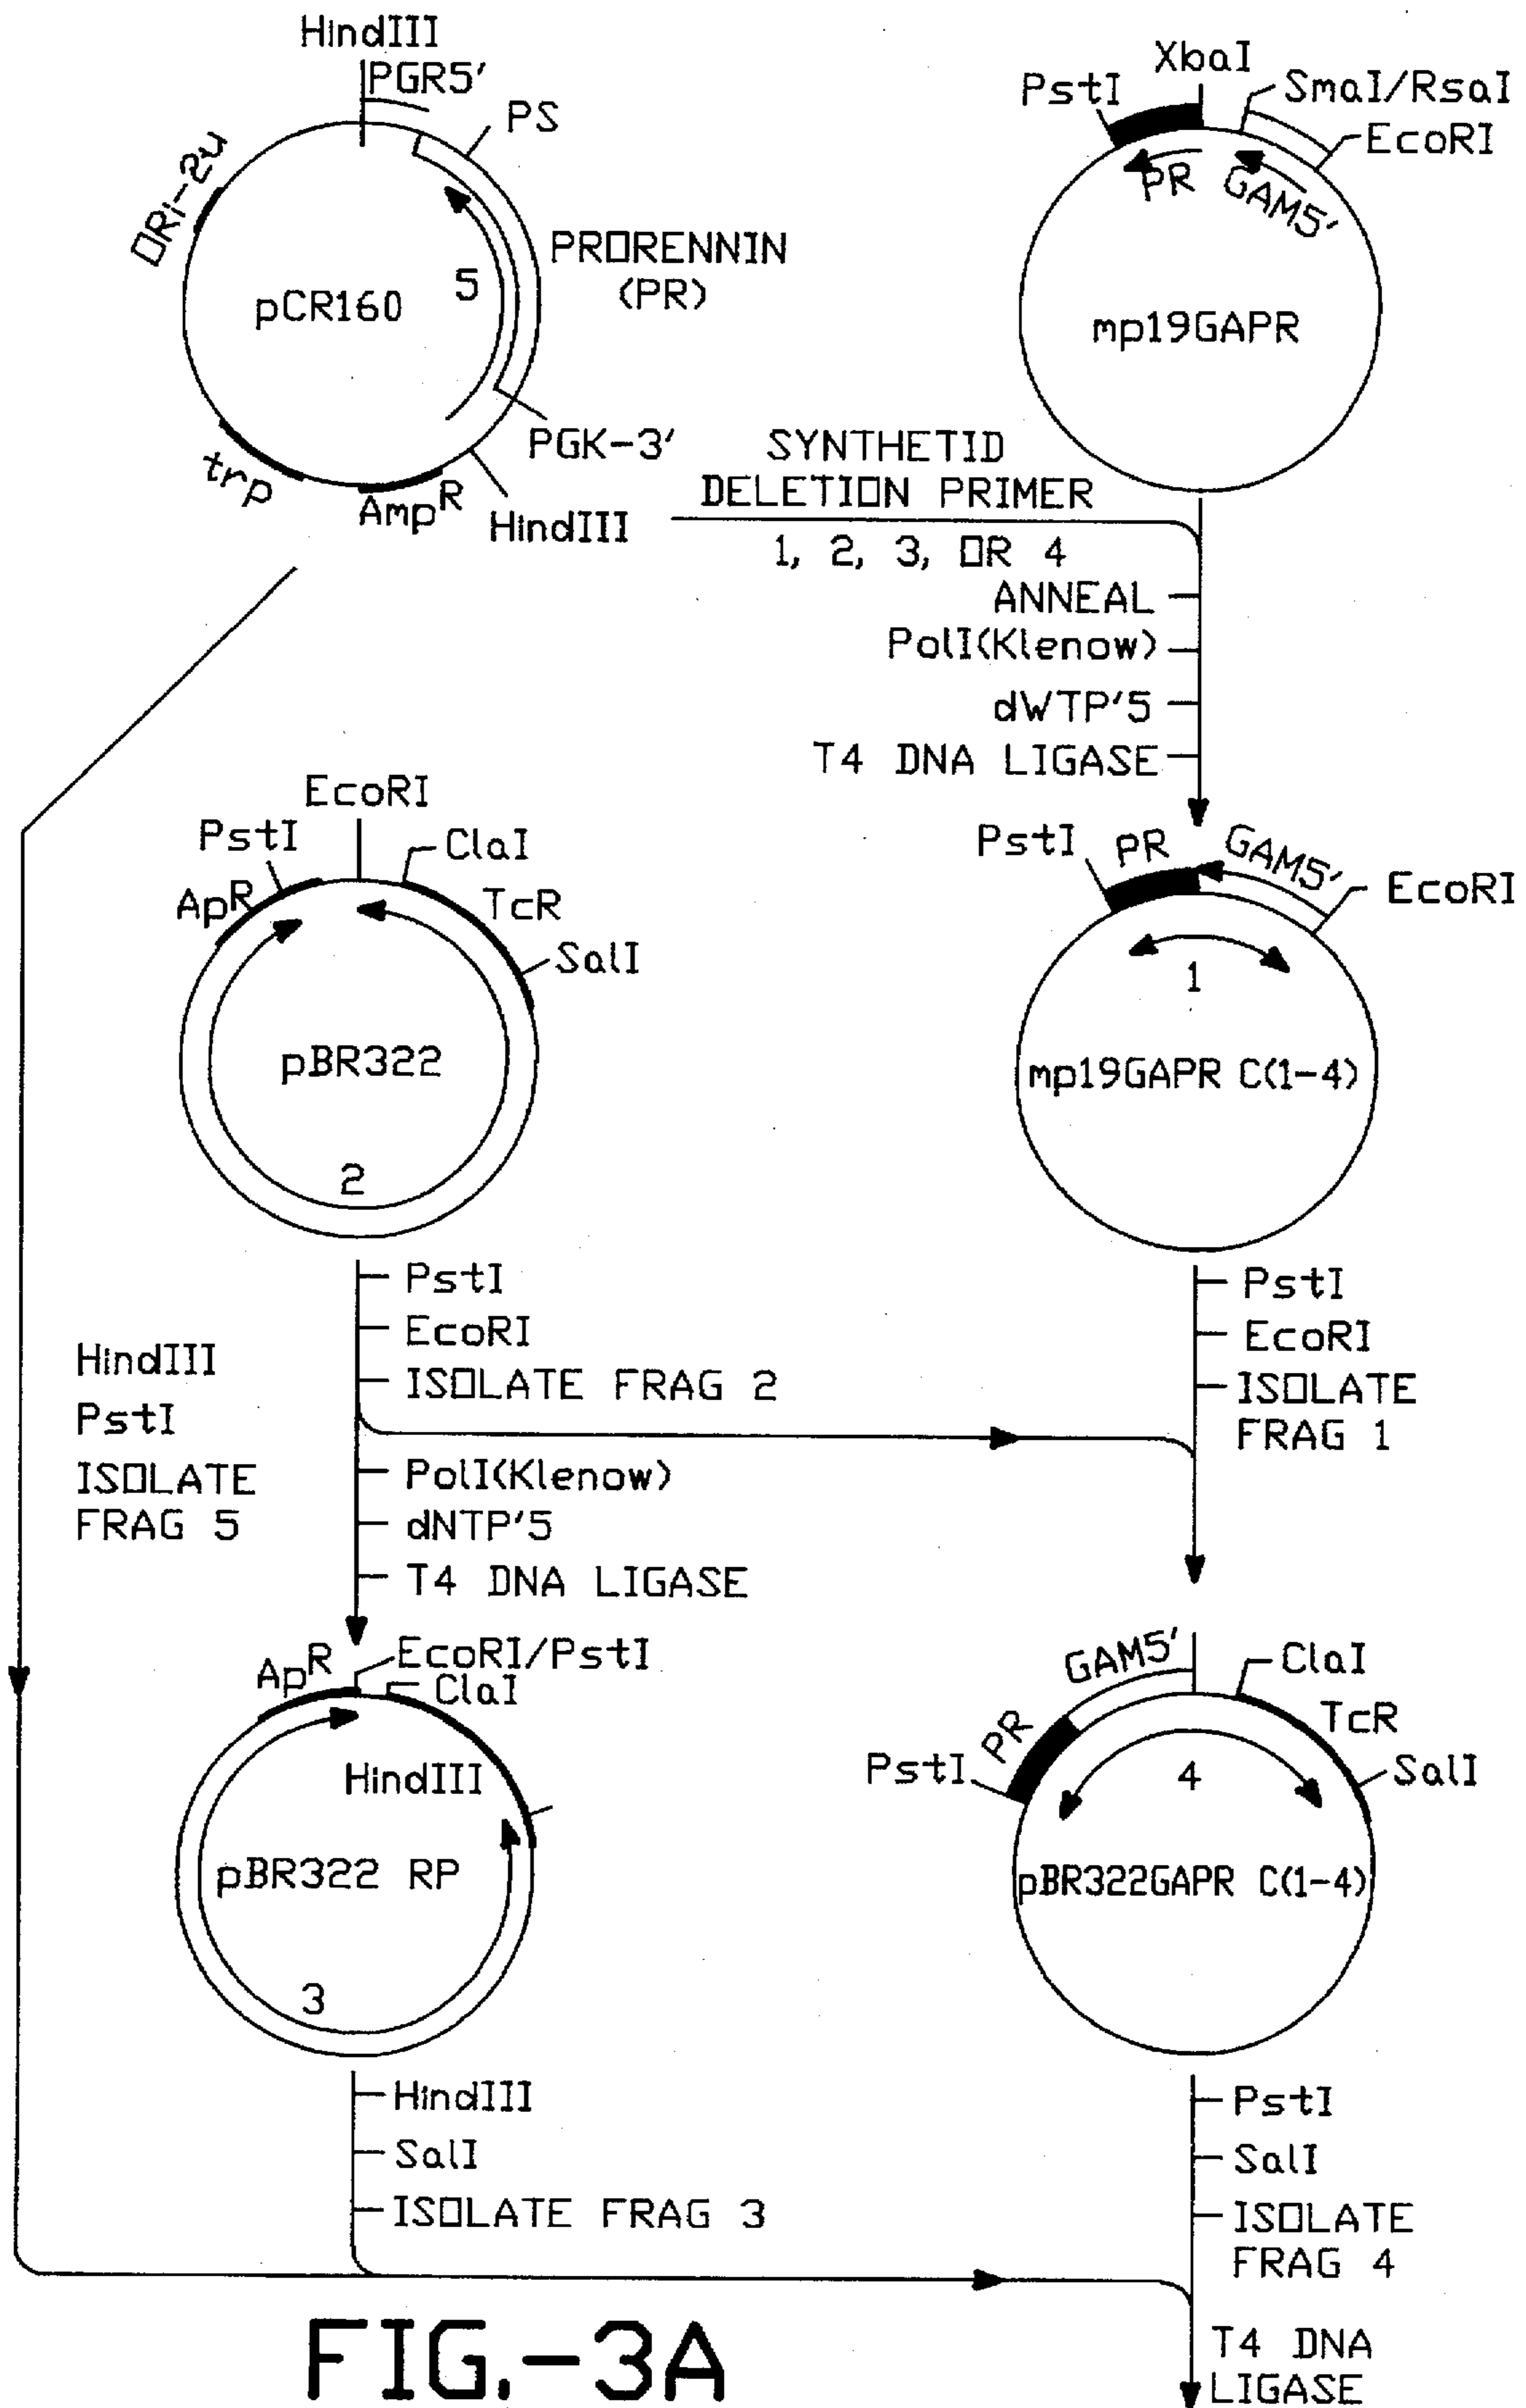 HindIII
PGR5'
PS
ORi-2u
PRORENNIN
(PR)
5
pCR160
PGK-3'
trp
AmpR
HindIII
XbaI
PstI
SmaI/RsaI
EcoRI
PR
GAM5'
mp19GAPR
SYNTHETID
DELETION PRIMER
1, 2, 3, OR 4
ANNEAL
PolI(Klenow)
dWTP'5
T4 DNA LIGASE
EcoRI
PstI
ClaI
ApR
TcR
SalI
pBR322
2
PstI
PR
GAM5'
EcoRI
1
mp19GAPR C(1-4)
PstI
EcoRI
ISOLATE FRAG 2
PstI
EcoRI
ISOLATE
FRAG 1
HindIII
PstI
ISOLATE
FRAG 5
PolI(Klenow)
dNTP'5
T4 DNA LIGASE
ApR
EcoRI/PstI
ClaI
HindIII
pBR322 RP
3
GAM5'
ClaI
PR
TcR
PstI
4
SalI
pBR322GAPR C(1-4)
HindIII
SalI
ISOLATE FRAG 3
PstI
SalI
ISOLATE
FRAG 4
T4 DNA
LIGASE
FIG.-3A